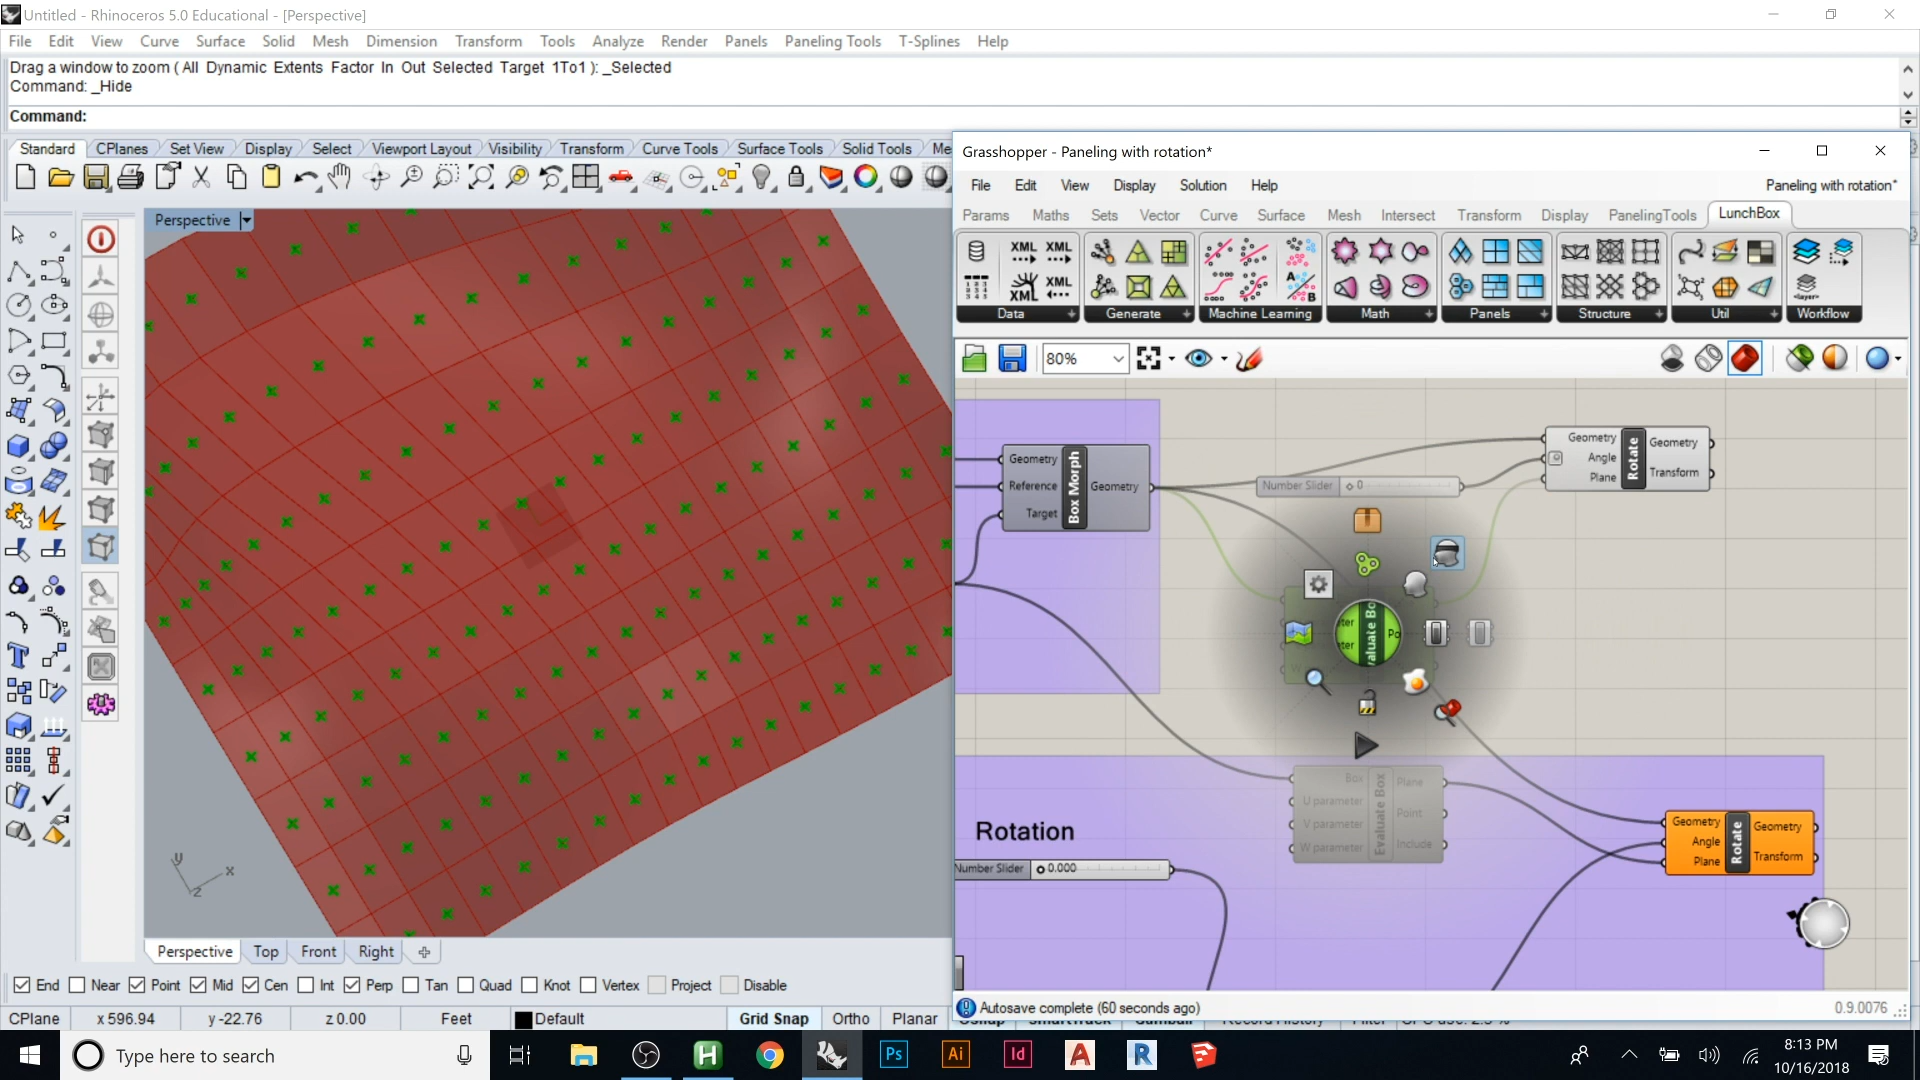 Untitled - Rhinoceros 5.0 Educational - [Perspective]
File Edit View Curve Surface Solid Mesh Dimension Transform Tools Analyze Render Panels Paneling Tools T-Splines Help
Drag a window to zoom ( All Dynamic Extents Factor In Out Selected Target 1To1 ): _Selected
Command: _Hide
Command:
Standard CPlanes Set View Display Select Viewport Layout Visibility Transform Curve Tools Surface Tools Solid Tools Me
Perspective
Grasshopper - Paneling with rotation*
File Edit View Display Solution Help Paneling with rotation*
Params Maths Sets Vector Curve Surface Mesh Intersect Transform Display PanelingTools LunchBox
XML XML
XML XML
A
B
Data Generate Machine Learning Math Panels Structure Util Workflow
80%
Geometry
Reference
Target
Box Morph
Geometry
Number Slider 0
Geometry
Angle
Plane
Rotate
Geometry
Transform
Box
U parameter
V parameter
W parameter
Evaluate Box
Plane
Point
Include
Rotation
Number Slider 0.000
Geometry
Angle
Plane
Rotate
Geometry
Transform
Autosave complete (60 seconds ago) 0.9.0076
y x z
Perspective Top Front Right
End Near Point Mid Cen Int Perp Tan Quad Knot Vertex Project Disable
CPlane x 596.94 y -22.76 z 0.00 Feet Default Grid Snap Ortho Planar
Type here to search
Ps Ai Id A R
8:13 PM
10/16/2018